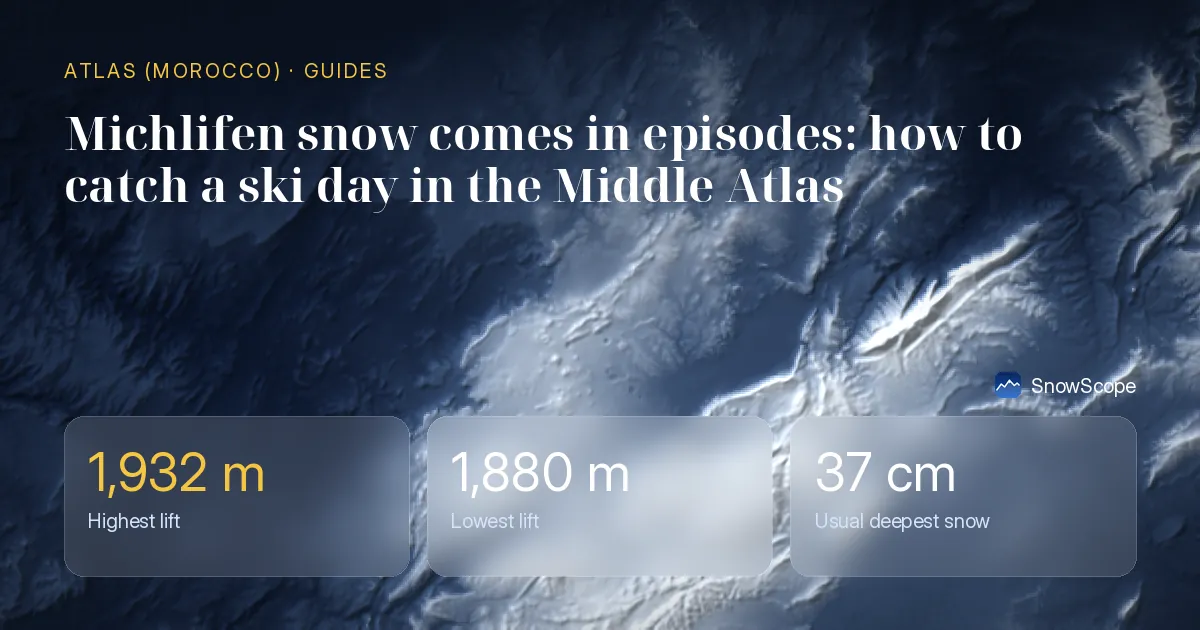 ATLAS (MOROCCO) · GUIDES
Michlifen snow comes in episodes: how to
catch a ski day in the Middle Atlas
SnowScope
1,932 m
Highest lift
1,880 m
Lowest lift
37 cm
Usual deepest snow